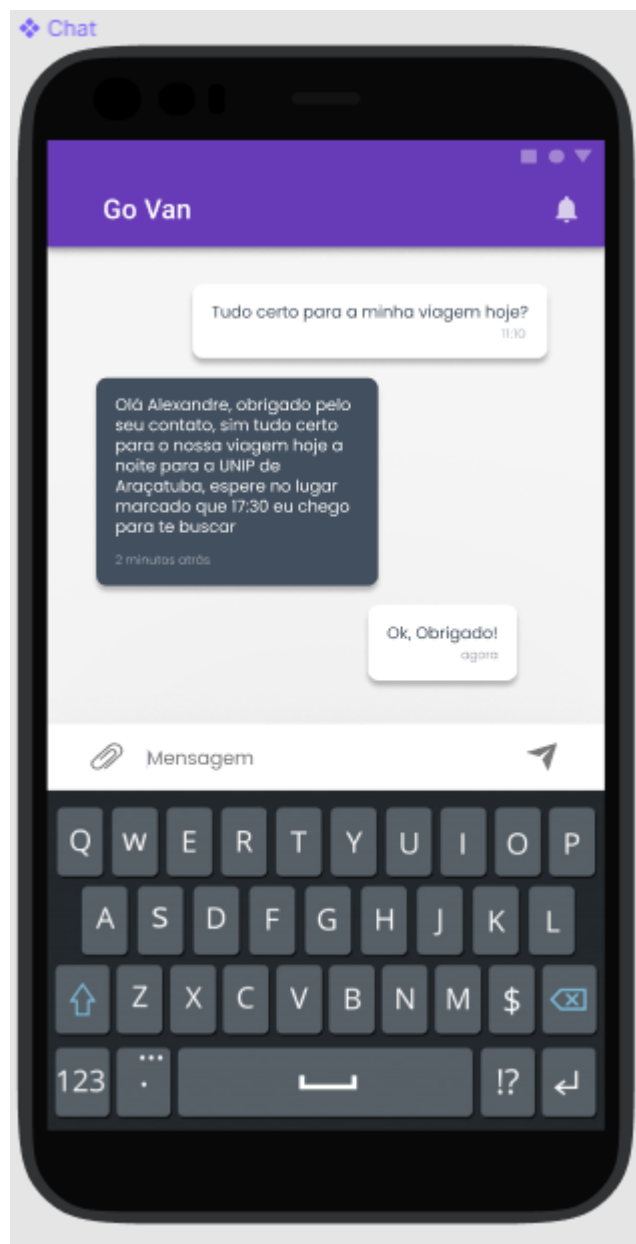 Chat
Go Van
Tudo certo para a minha viagem hoje?
11:10
Olá Alexandre, obrigado pelo
seu contato, sim tudo certo
para o nossa viagem hoje a
noite para a UNIP de
Araçatuba, espere no lugar
marcado que 17:30 eu chego
para te buscar
2 minutos atrás
Ok, Obrigado!
agora
Mensagem
Q W E R T Y U I O P
A S D F G H J K L
Z X C V B N M $
123 . !?